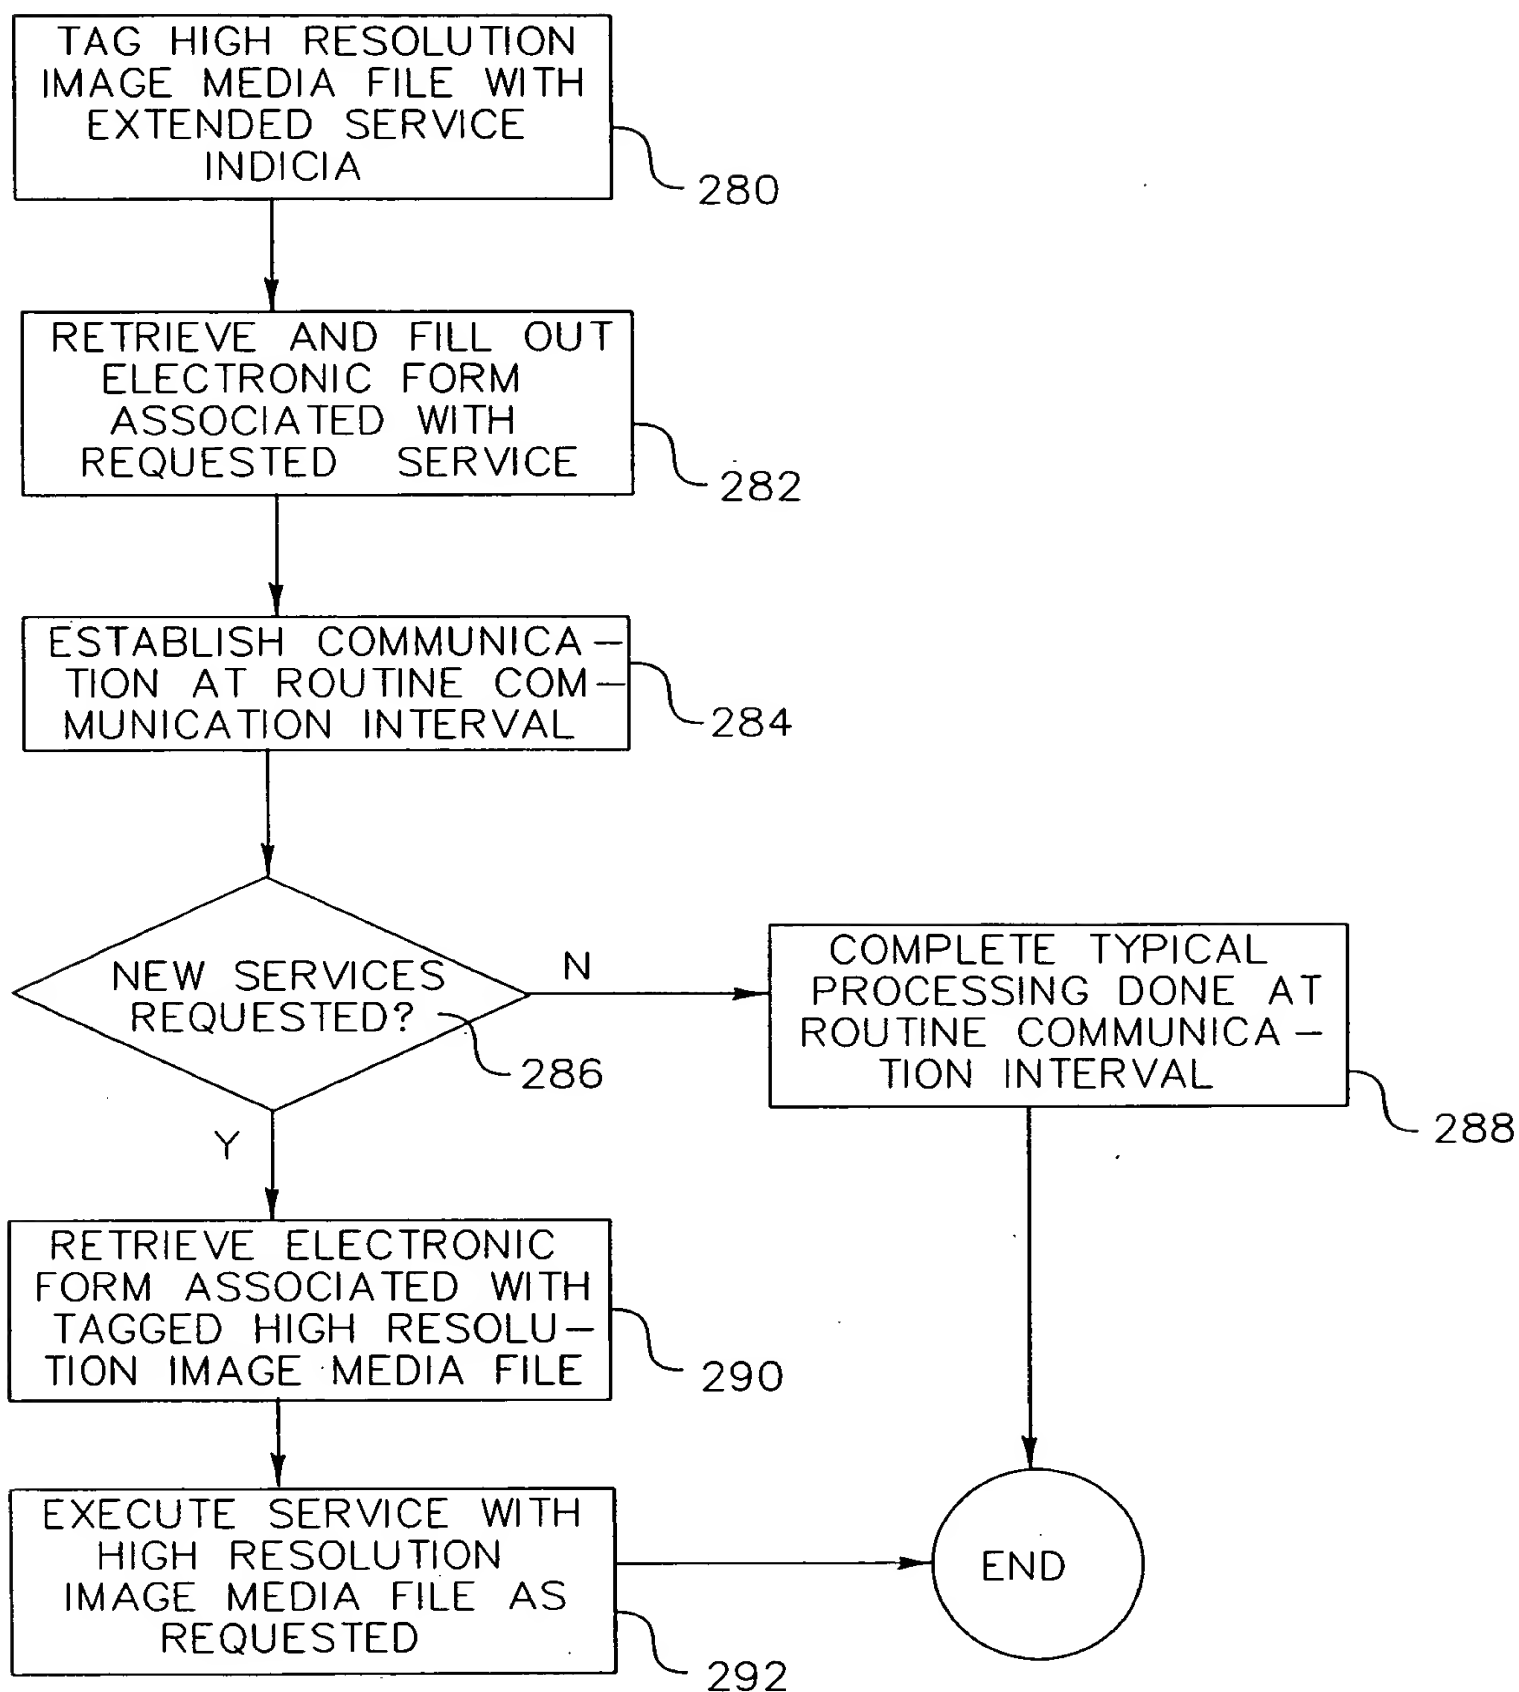 TAG HIGH RESOLUTION
IMAGE MEDIA FILE WITH
EXTENDED SERVICE
INDICIA
280
RETRIEVE AND FILL OUT
ELECTRONIC FORM
ASSOCIATED WITH
REQUESTED SERVICE
282
ESTABLISH COMMUNICA-
TION AT ROUTINE COM-
MUNICATION INTERVAL
284
NEW SERVICES
REQUESTED?
286
N
COMPLETE TYPICAL
PROCESSING DONE AT
ROUTINE COMMUNICA-
TION INTERVAL
288
Y
RETRIEVE ELECTRONIC
FORM ASSOCIATED WITH
TAGGED HIGH RESOLU-
TION IMAGE MEDIA FILE
290
EXECUTE SERVICE WITH
HIGH RESOLUTION
IMAGE MEDIA FILE AS
REQUESTED
292
END